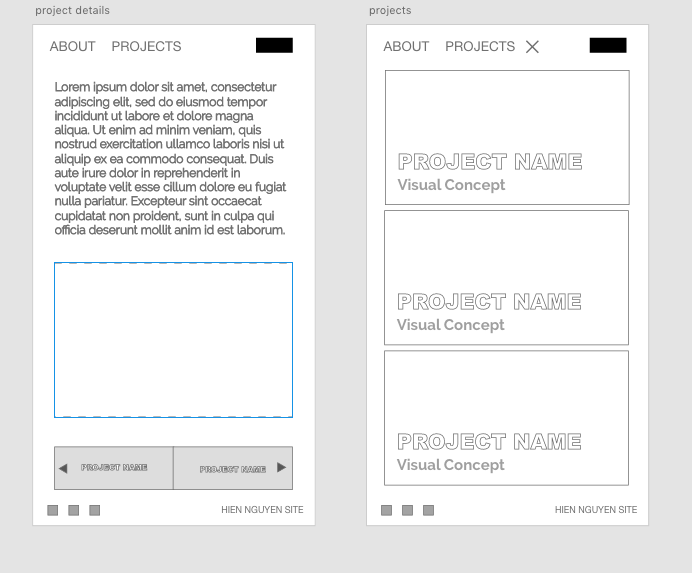 project details
ABOUT PROJECTS
Lorem ipsum dolor sit amet, consectetur
adipiscing elit, sed do eiusmod tempor
incididunt ut labore et dolore magna
aliqua. Ut enim ad minim veniam, quis
nostrud exercitation ullamco laboris nisi ut
aliquip ex ea commodo consequat. Duis
aute irure dolor in reprehenderit in
voluptate velit esse cillum dolore eu fugiat
nulla pariatur. Excepteur sint occaecat
cupidatat non proident, sunt in culpa qui
officia deserunt mollit anim id est laborum.
PROJECT NAME
PROJECT NAME
HIEN NGUYEN SITE
projects
ABOUT PROJECTS
PROJECT NAME
Visual Concept
PROJECT NAME
Visual Concept
PROJECT NAME
Visual Concept
HIEN NGUYEN SITE